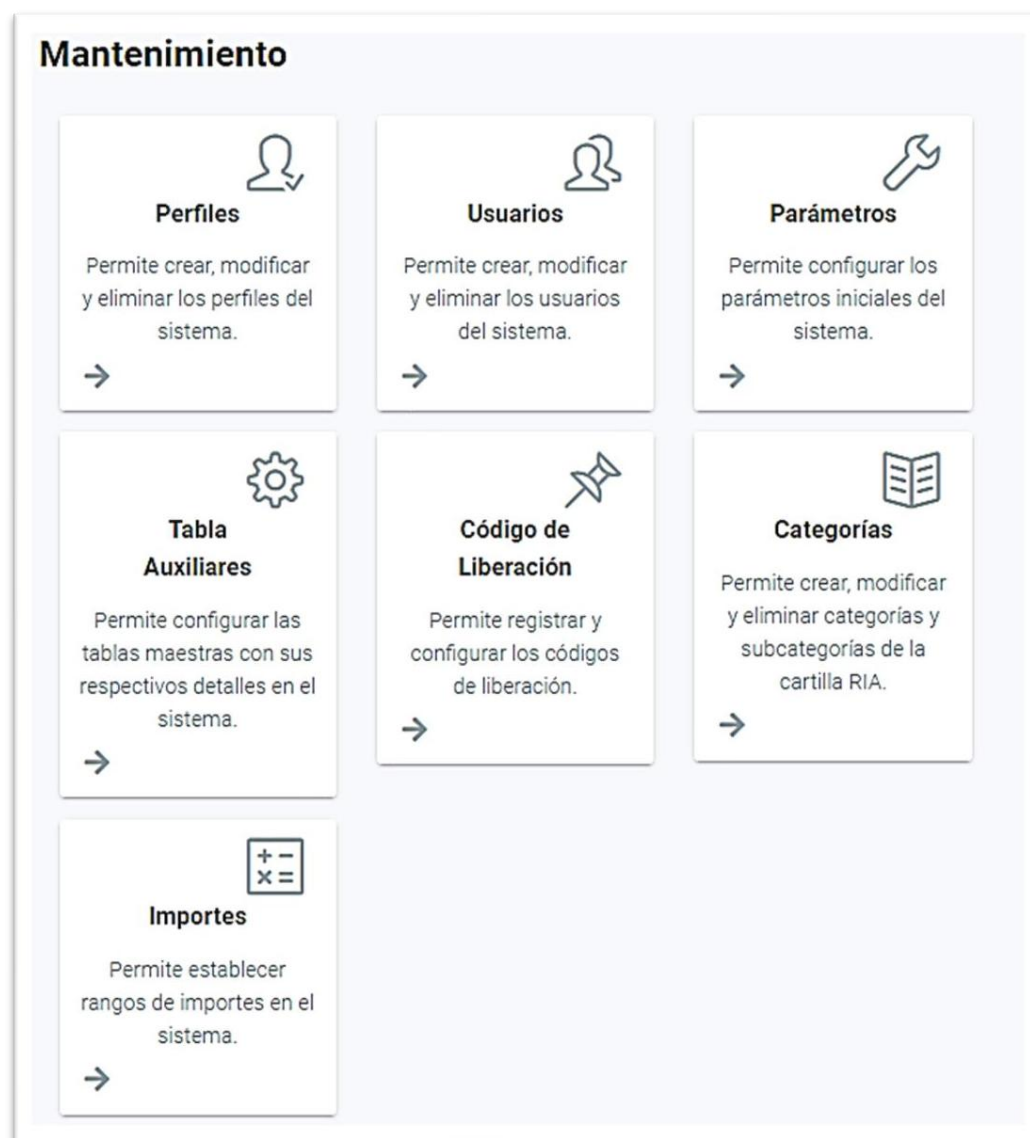 Mantenimiento
Perfiles
Permite crear, modificar
y eliminar los perfiles del
sistema.
Usuarios
Permite crear, modificar
y eliminar los usuarios
del sistema.
Parámetros
Permite configurar los
parámetros iniciales del
sistema.
Tabla
Auxiliares
Permite configurar las
tablas maestras con sus
respectivos detalles en el
sistema.
Código de
Liberación
Permite registrar y
configurar los códigos
de liberación.
Categorías
Permite crear, modificar
y eliminar categorías y
subcategorías de la
cartilla RIA.
Importes
Permite establecer
rangos de importes en el
sistema.